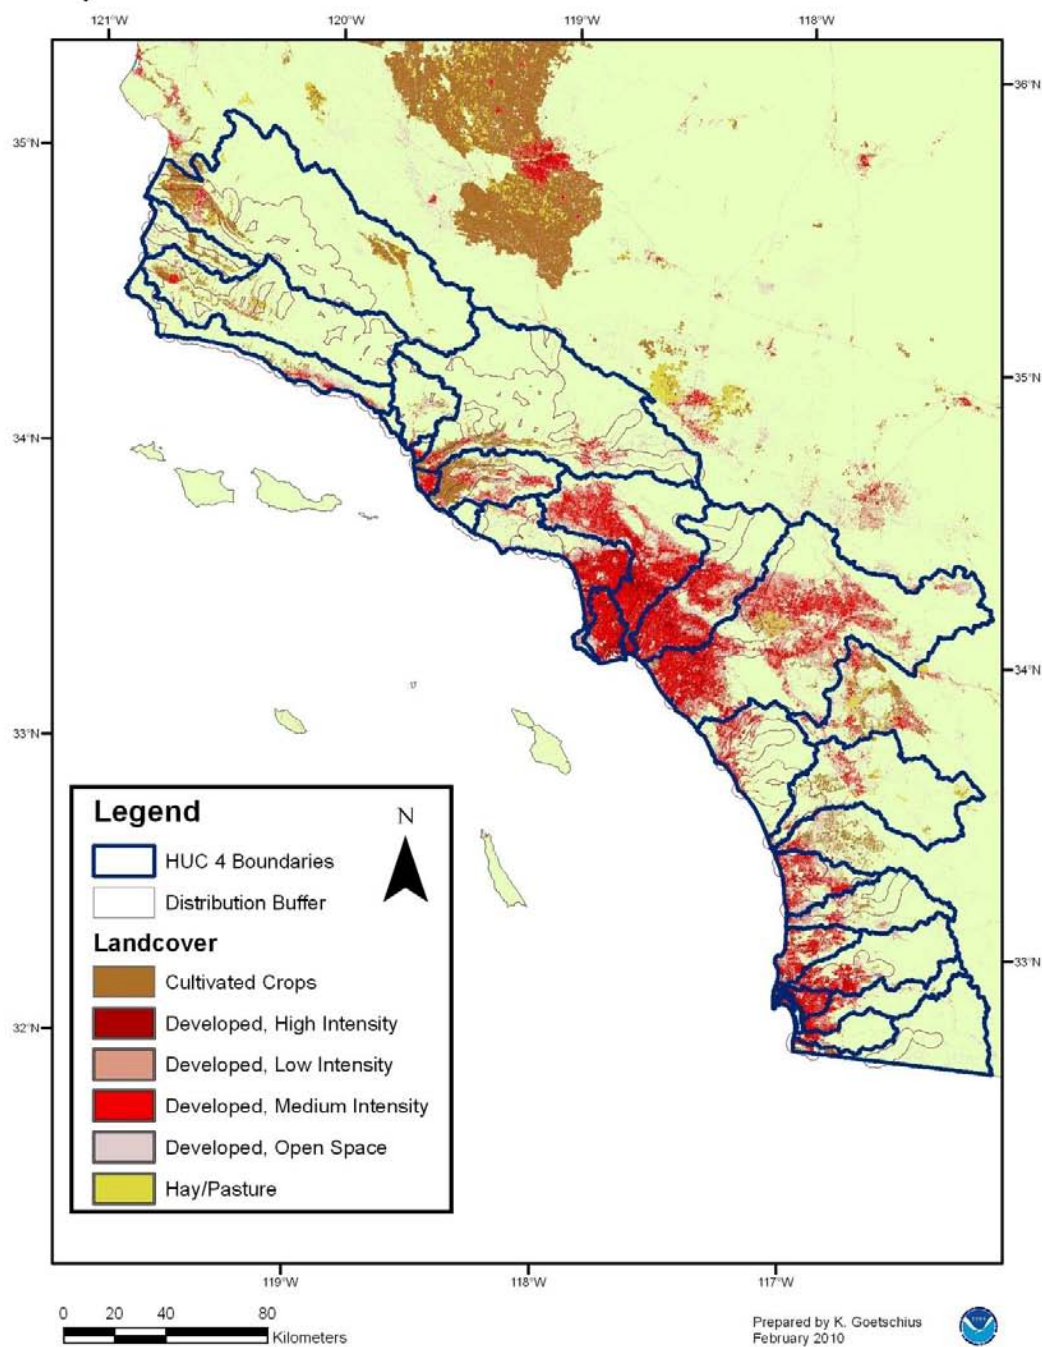 121°W 120°W 119°W 118°W
36°N
35°N
35°N
34°N
34°N
33°N
33°N
32°N
Legend
N
HUC 4 Boundaries
Distribution Buffer
Landcover
Cultivated Crops
Developed, High Intensity
Developed, Low Intensity
Developed, Medium Intensity
Developed, Open Space
Hay/Pasture
119°W 118°W 117°W
0 20 40 80
Kilometers
Prepared by K. Goetschius
February 2010